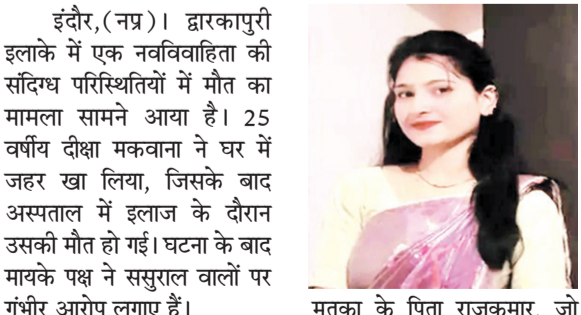 इंदौर,(नप्र)। द्वारकापुरी
इलाके में एक नवविवाहिता की
संदिग्ध परिस्थितियों में मौत का
मामला सामने आया है। 25
वर्षीय दीक्षा मकवाना ने घर में
जहर खा लिया, जिसके बाद
अस्पताल में इलाज के दौरान
उसकी मौत हो गई। घटना के बाद
मायके पक्ष ने ससुराल वालों पर
गंभीर आरोप लगाए हैं।
मृतका के पिता राजकुमार, जो